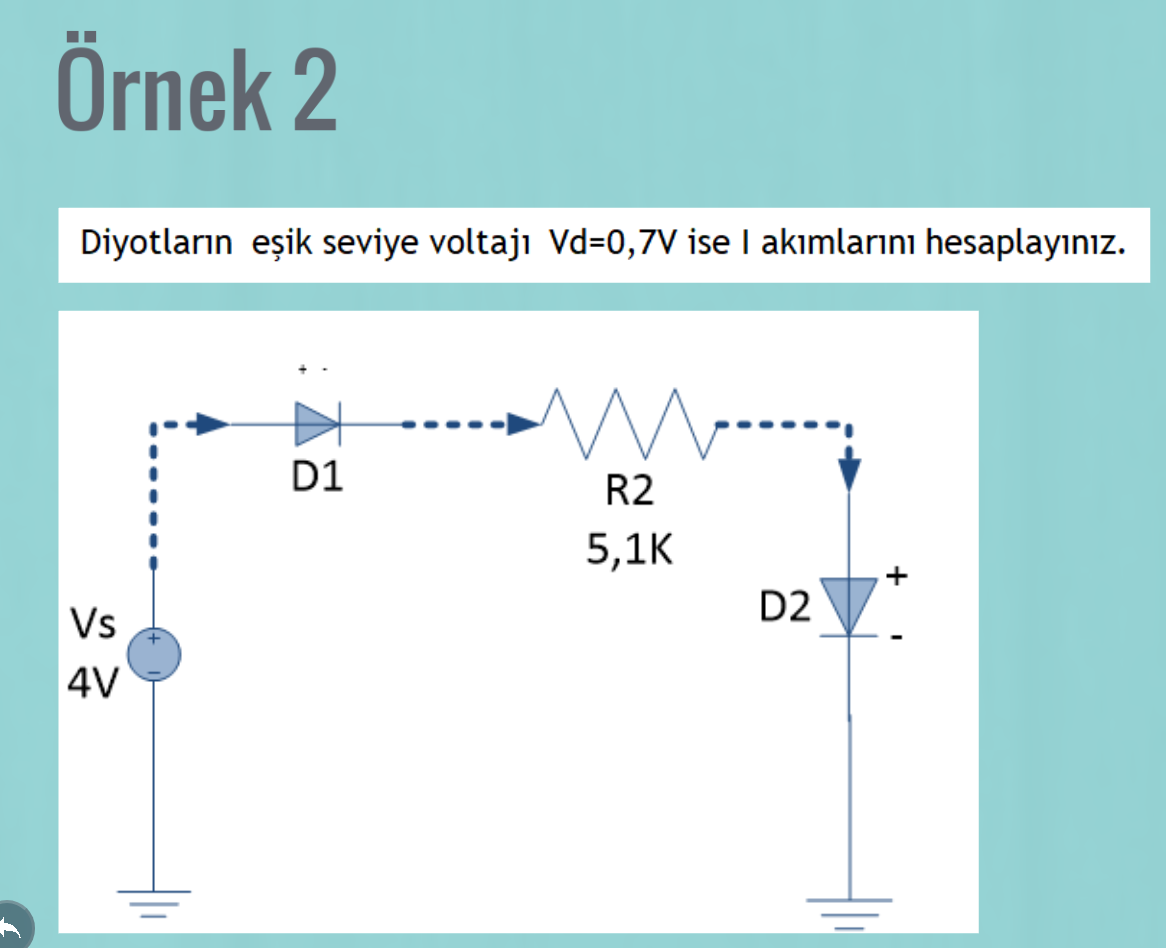 Örnek 2
Diyotların eşik seviye voltajı Vd=0,7V ise I akımlarını hesaplayınız.
+ -
D1
R2
5,1K
D2
+
-
Vs
4V
+
-